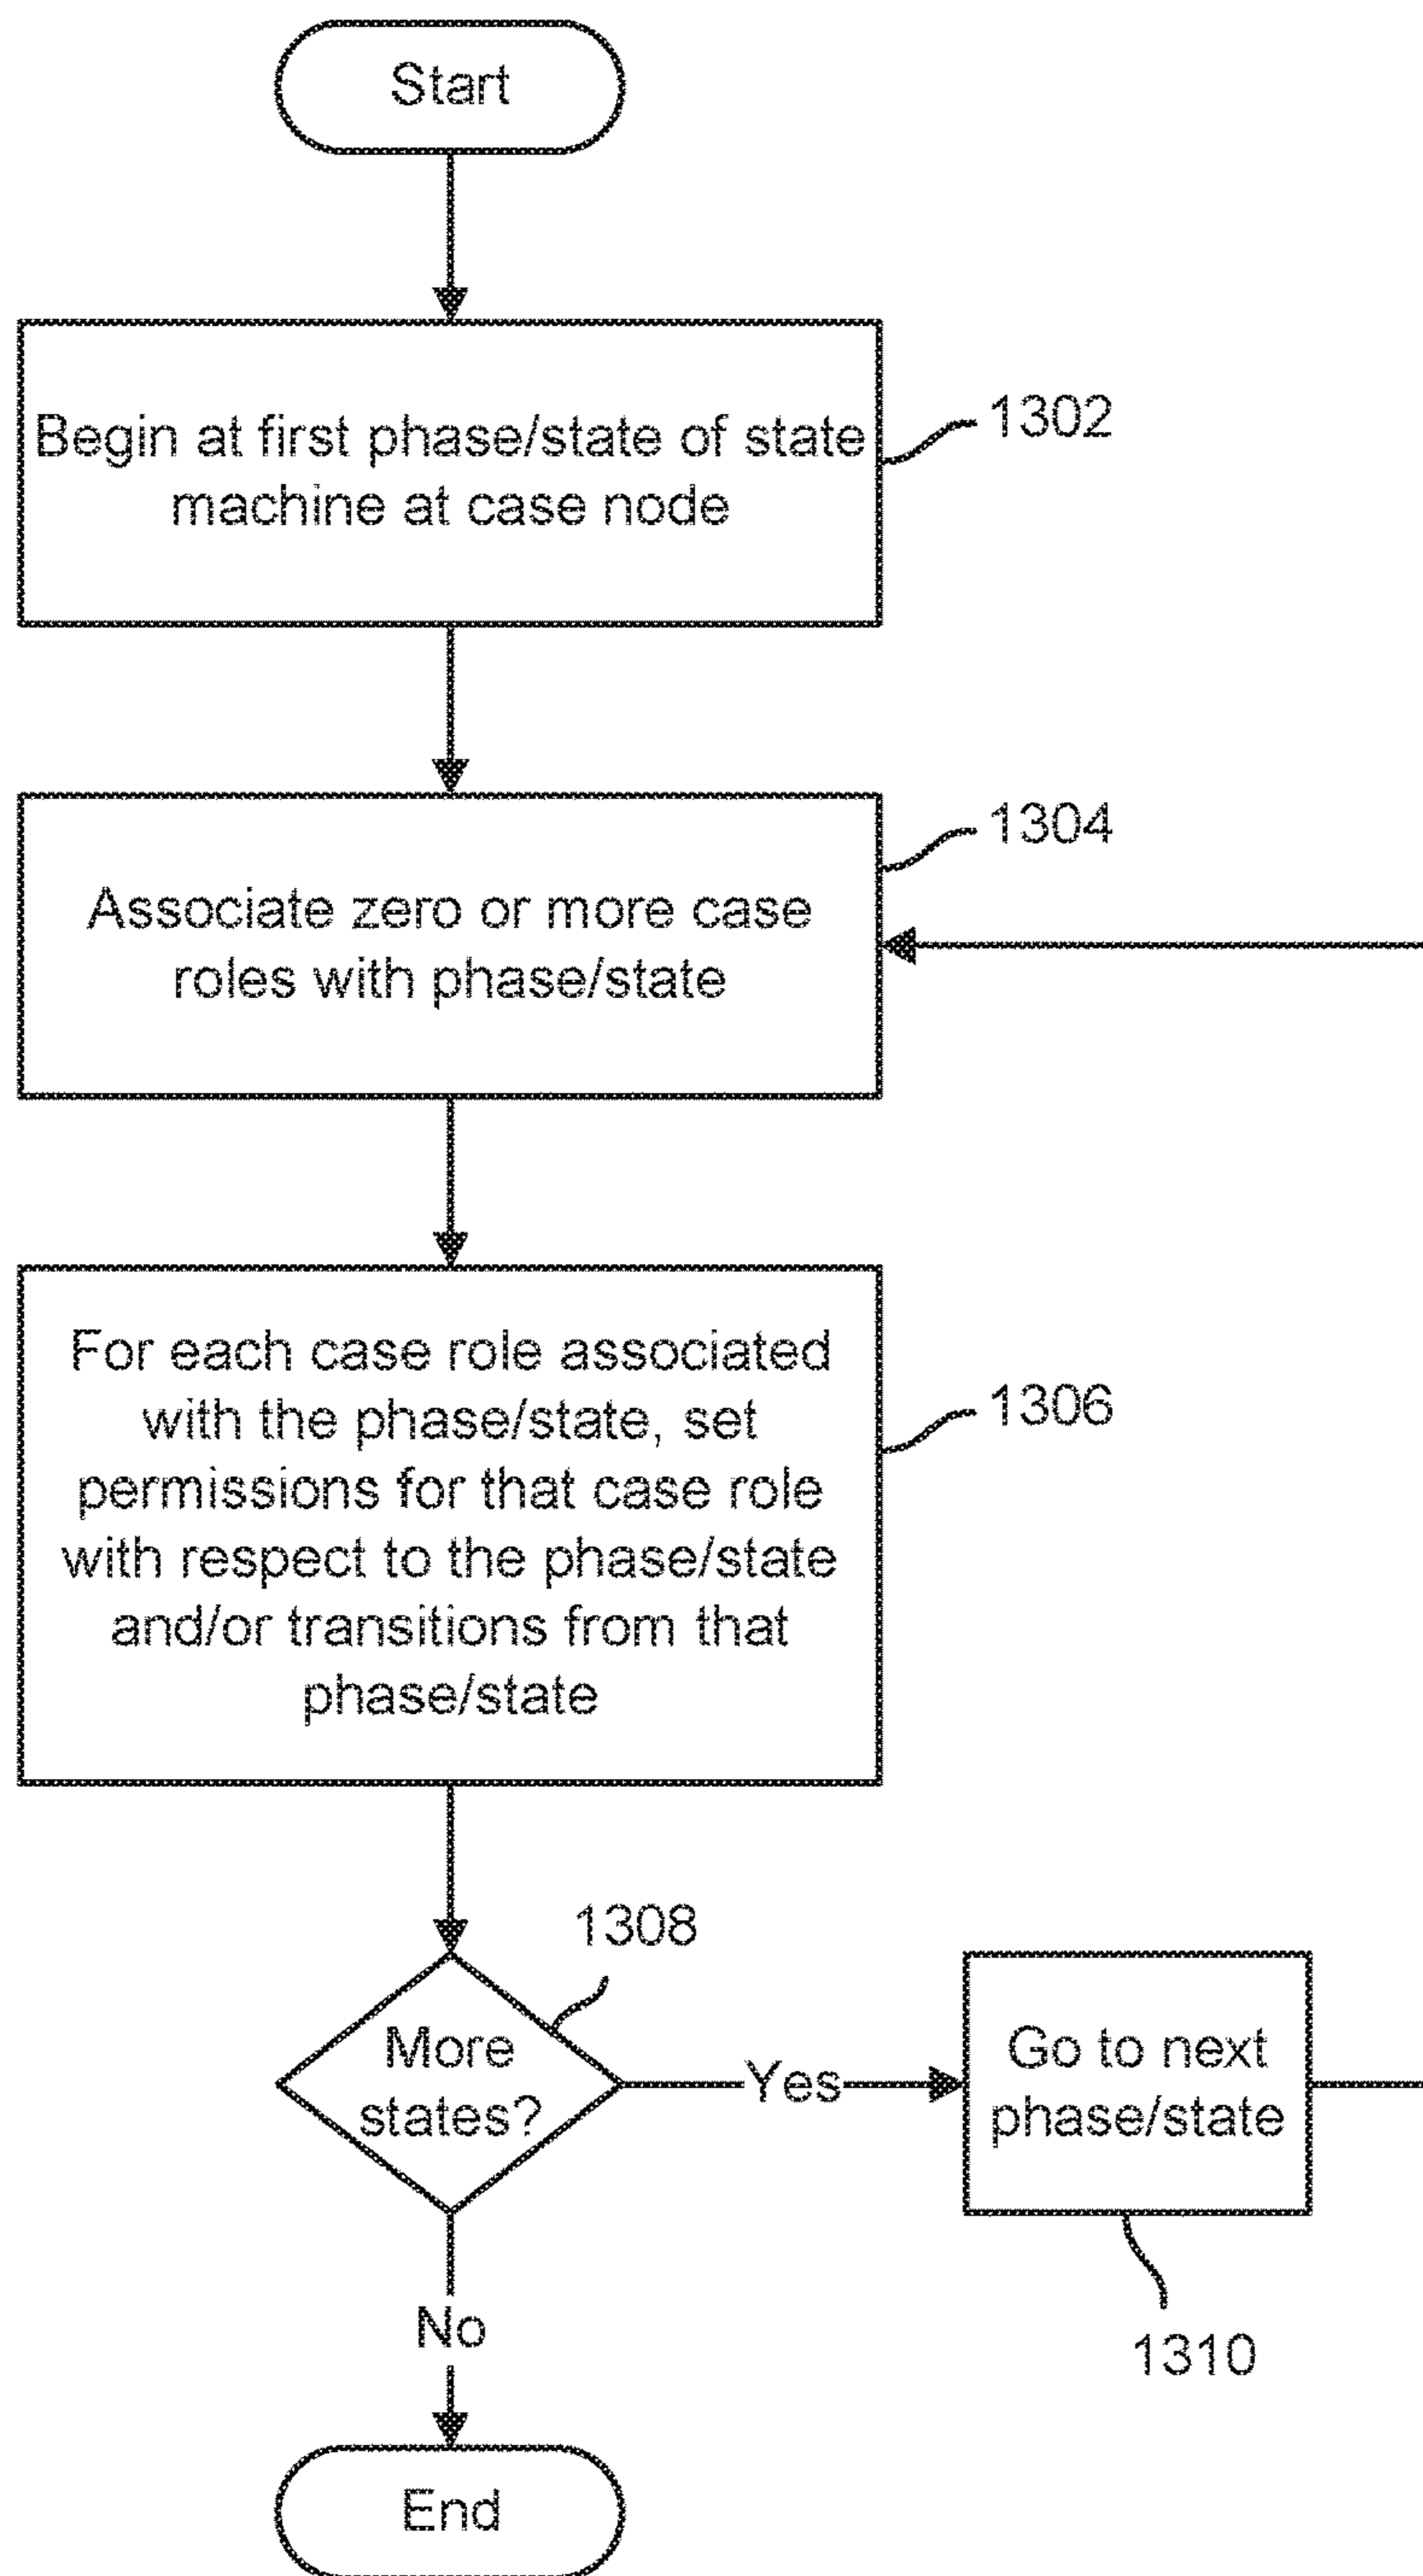 Start
Begin at first phase/state of state
machine at case node
1302
Associate zero or more case
roles with phase/state
1304
For each case role associated
with the phase/state, set
permissions for that case role
with respect to the phase/state
and/or transitions from that
phase/state
1306
More
states?
1308
Yes
Go to next
phase/state
1310
No
End